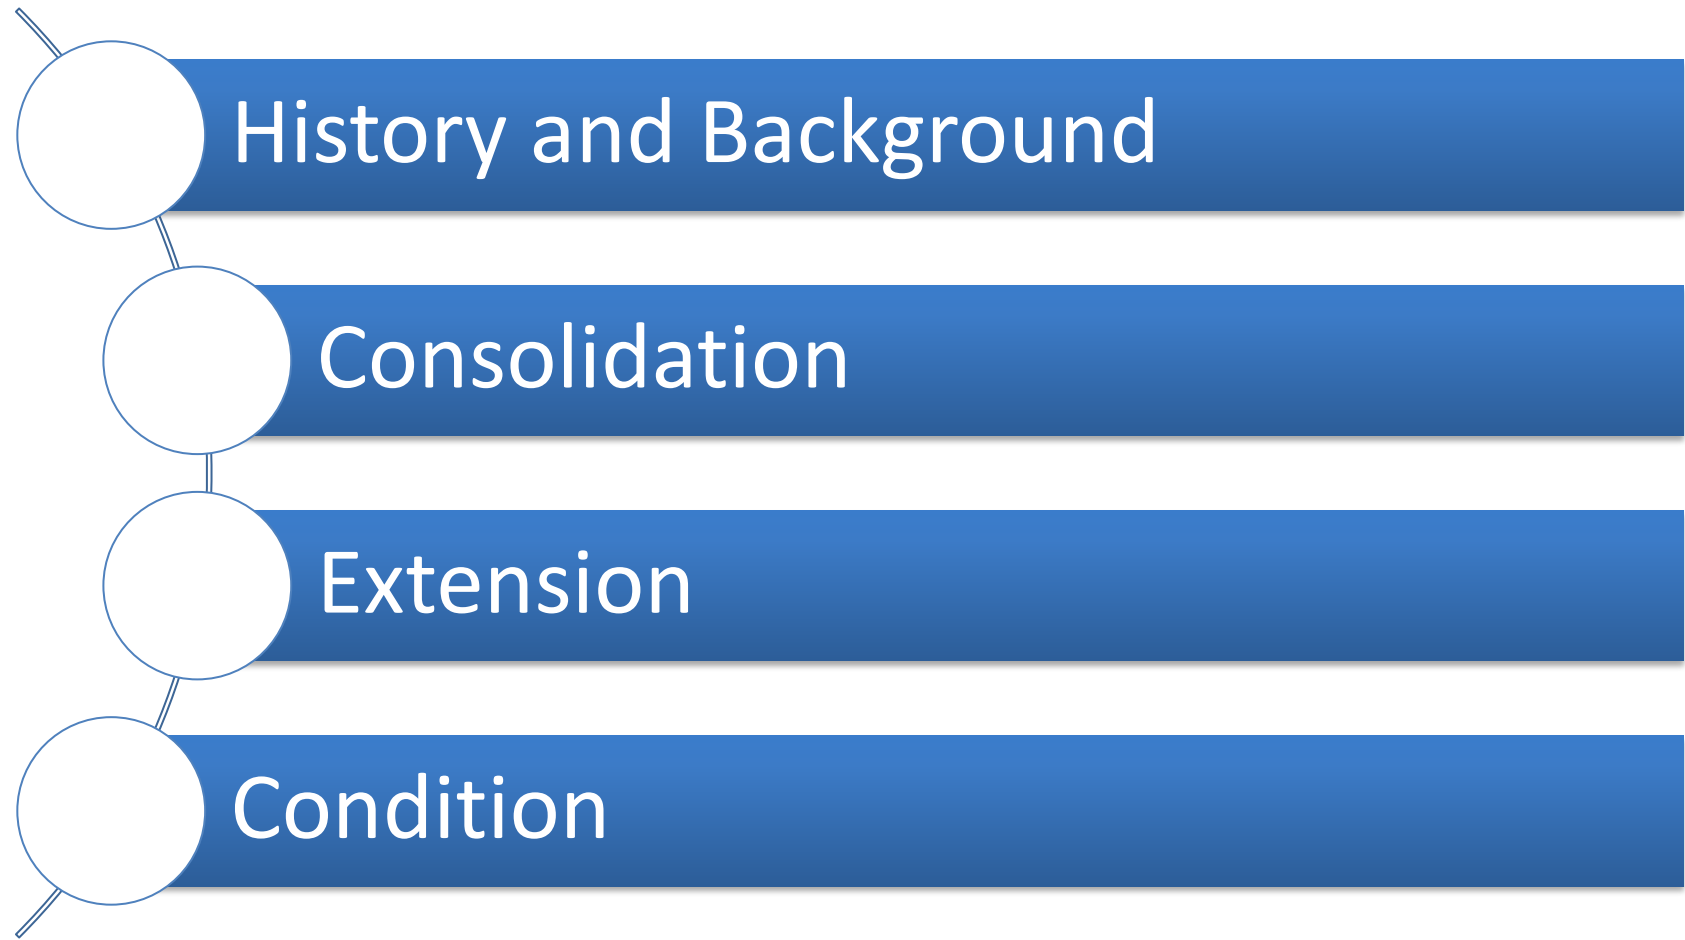 History and Background
Consolidation
Extension
Condition